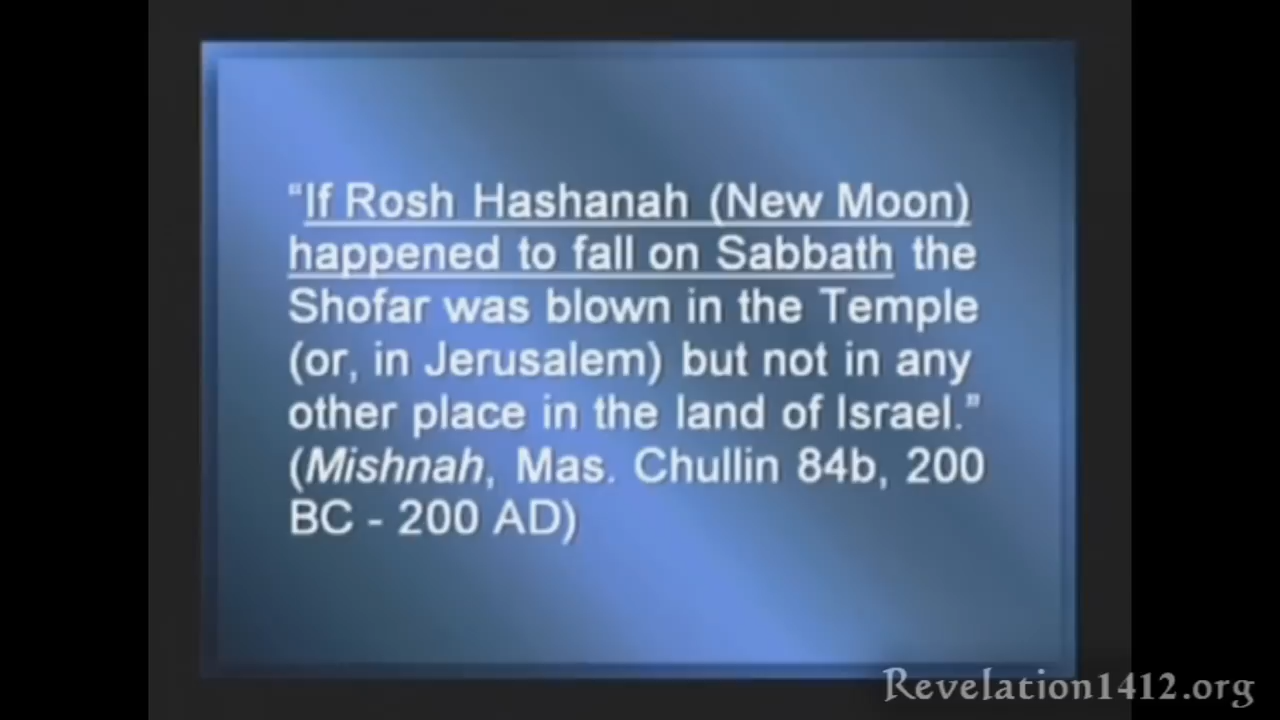 “If Rosh Hashanah (New Moon)
happened to fall on Sabbath the
Shofar was blown in the Temple
(or, in Jerusalem) but not in any
other place in the land of Israel.”
(Mishnah, Mas. Chullin 84b, 200
BC - 200 AD)
Revelation1412.org